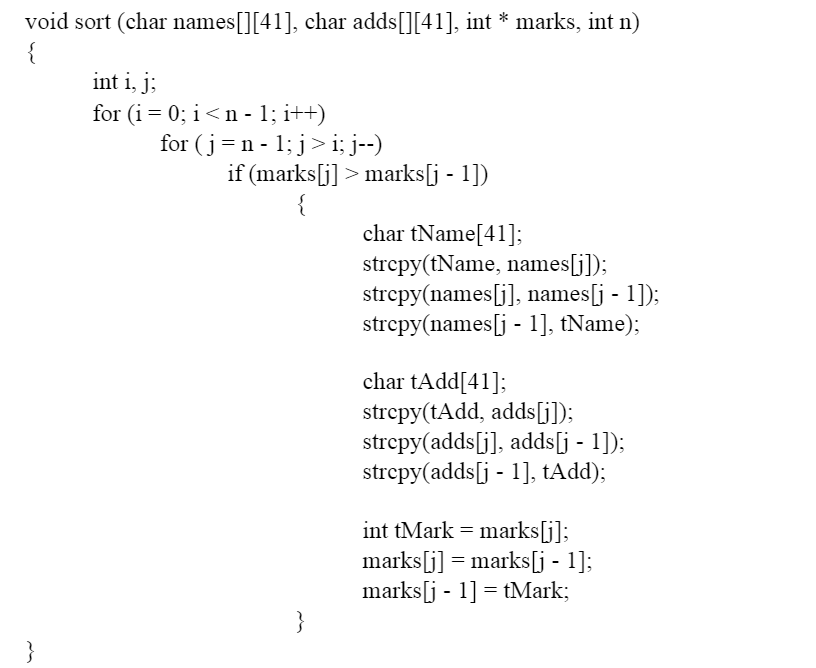 void sort (char names[][41], char adds[][41], int * marks, int n)
{
int i, j;
for (i = 0; i < n - 1; i++)
for ( j = n - 1; j > i; j--)
if (marks[j] > marks[j - 1])
{
char tName[41];
strcpy(tName, names[j]);
strcpy(names[j], names[j - 1]);
strcpy(names[j - 1], tName);
char tAdd[41];
strcpy(tAdd, adds[j]);
strcpy(adds[j], adds[j - 1]);
strcpy(adds[j - 1], tAdd);
int tMark = marks[j];
marks[j] = marks[j - 1];
marks[j - 1] = tMark;
}
}